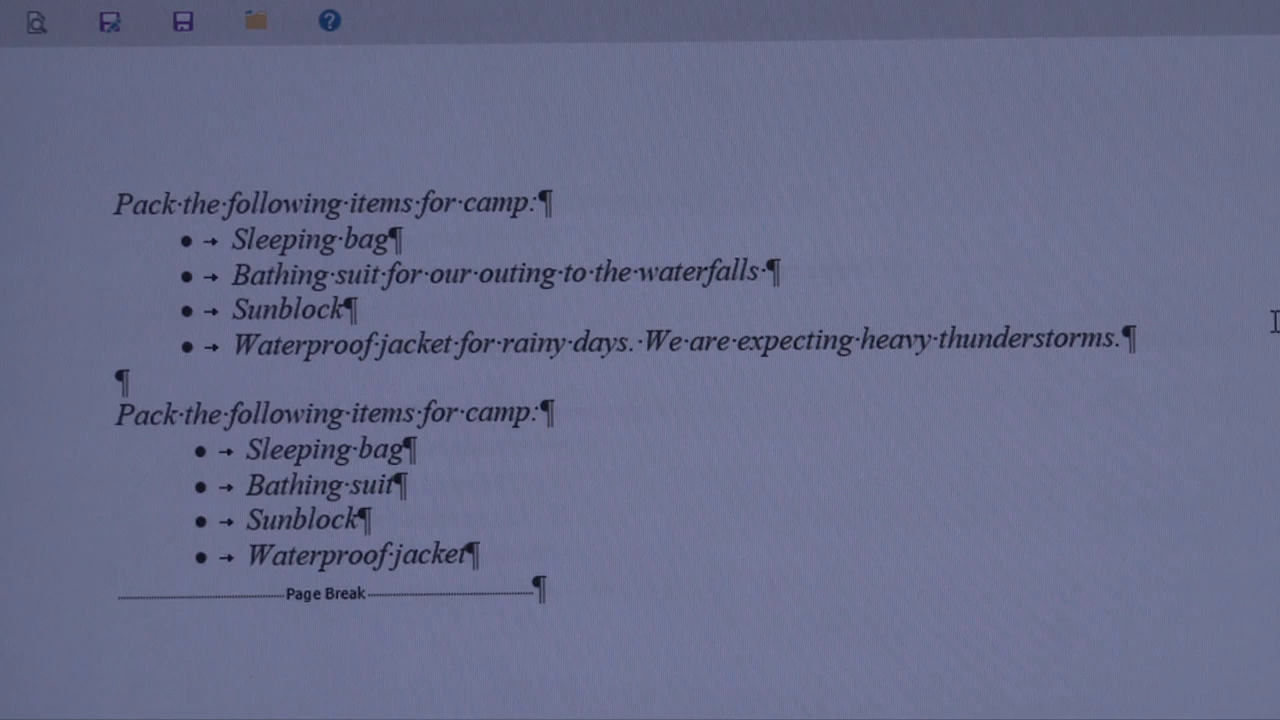 Pack·the·following·items·for·camp:¶
•→Sleeping·bag¶
•→Bathing·suit·for·our·outing·to·the·waterfalls·¶
•→Sunblock¶
•→Waterproof·jacket·for·rainy·days.·We·are·expecting·heavy·thunderstorms.¶
¶
Pack·the·following·items·for·camp:¶
•→Sleeping·bag¶
•→Bathing·suit¶
•→Sunblock¶
•→Waterproof·jacket¶
Page Break¶